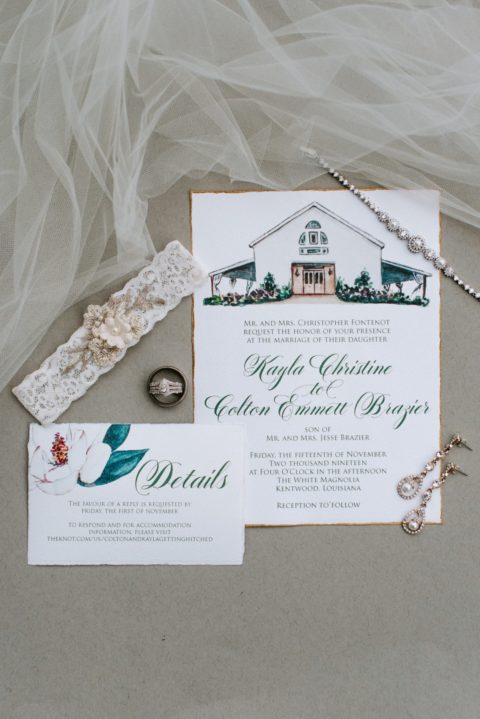 Mr. and Mrs. Christopher Fontenot
request the honor of your presence
at the marriage of their daughter
Kayla Christine
to
Colton Emmett Brazier
son of
Mr. and Mrs. Jesse Brazier
Friday, the fifteenth of November
Two thousand nineteen
at Four O'Clock in the afternoon
The White Magnolia
Kentwood, Louisiana
Reception to follow
Details
The favour of a reply is requested by
Friday, the first of November
To respond and for accommodation
information, please visit
theknot.com/us/coltonandkaylagettinghitched